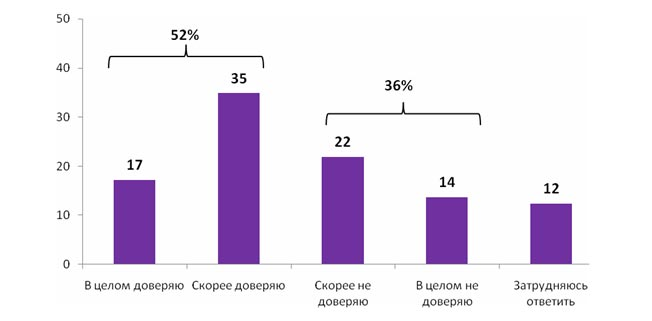 50
52%
40
35
36%
30
22
20
17
14
12
10
0
В целом доверяю
Скорее доверяю
Скорее не
доверяю
В целом не
доверяю
Затрудняюсь
ответить